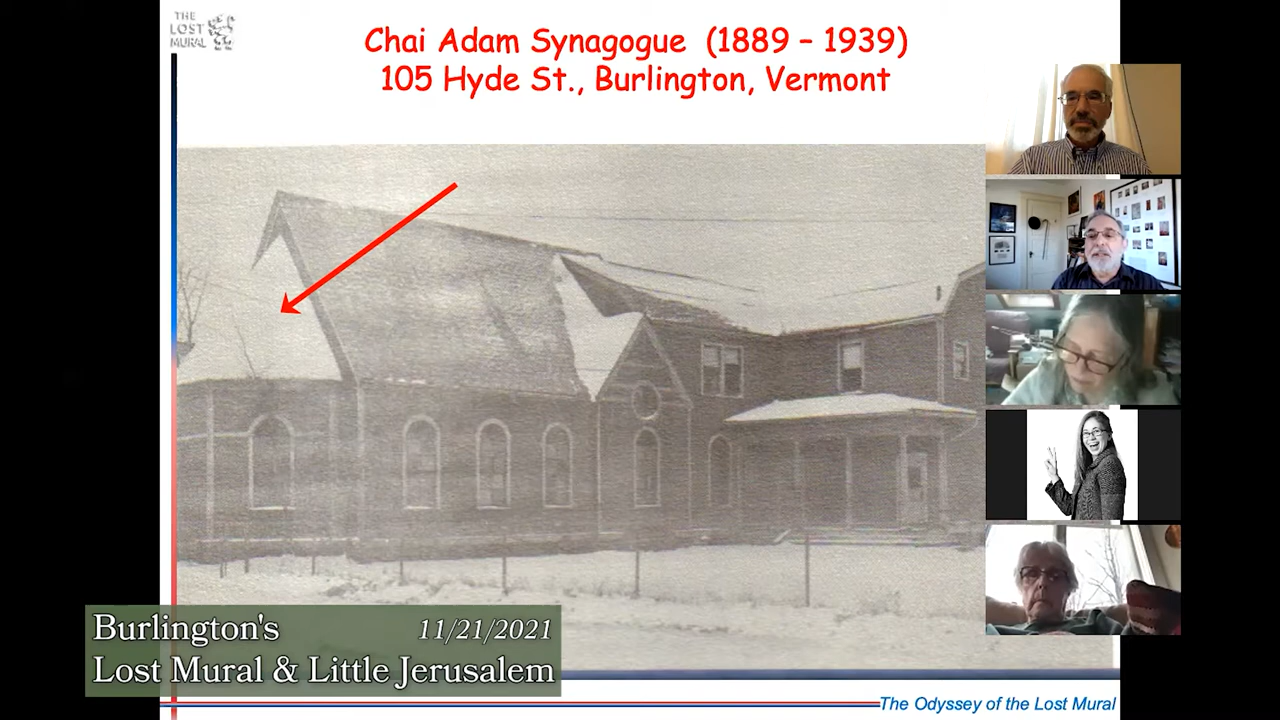 THE
LOST
MURAL
Chai Adam Synagogue (1889 – 1939)
105 Hyde St., Burlington, Vermont
Burlington's 11/21/2021
Lost Mural & Little Jerusalem
The Odyssey of the Lost Mural